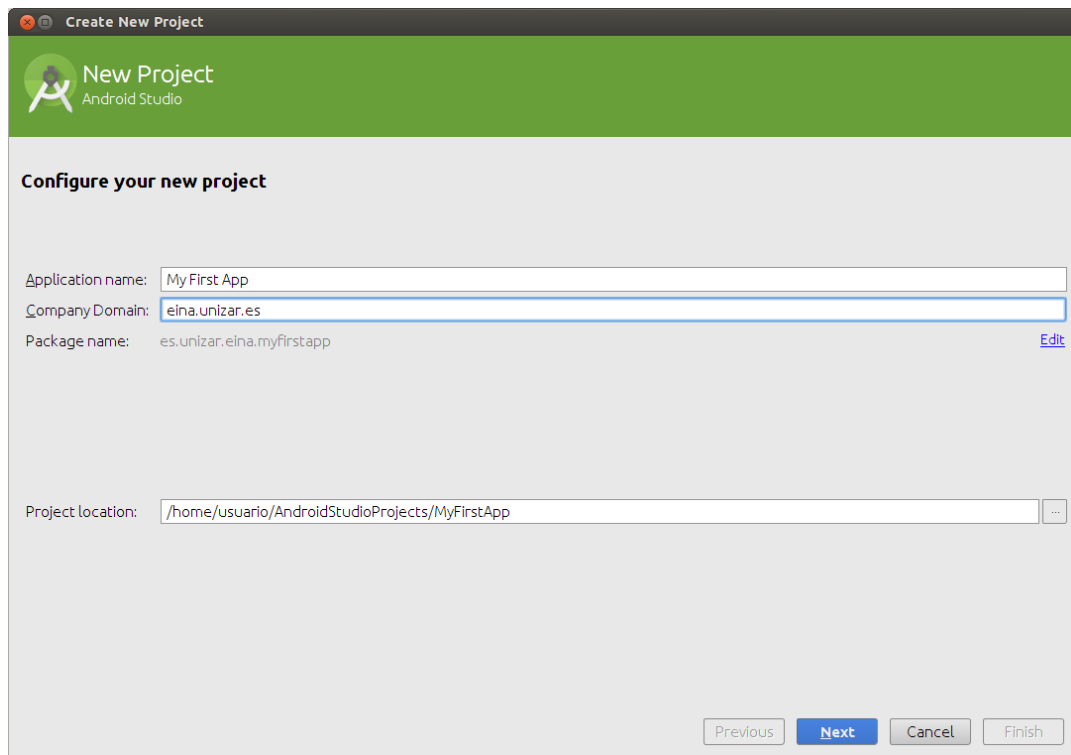 Create New Project
New Project
Android Studio
Configure your new project
Application name: My First App
Company Domain: eina.unizar.es
Package name: es.unizar.eina.myfirstapp Edit
Project location: /home/usuario/AndroidStudioProjects/MyFirstApp ...
Previous Next Cancel Finish